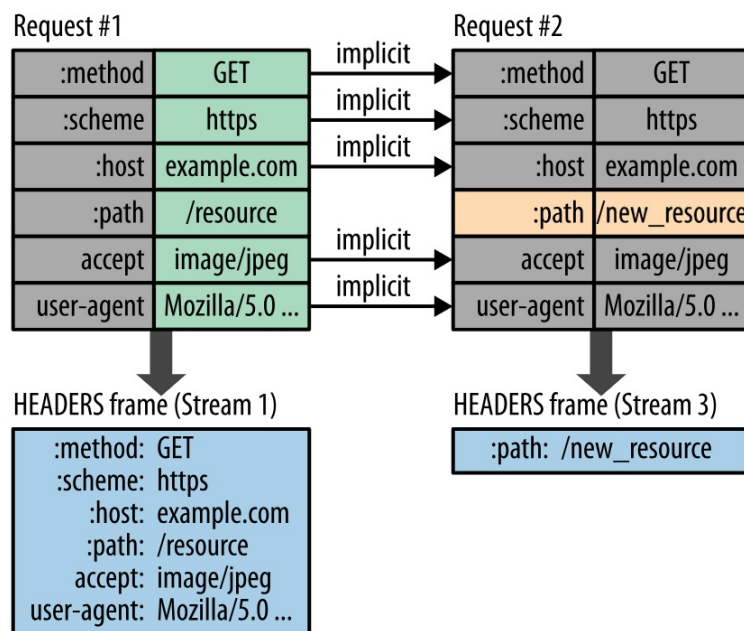 Request #1
:method GET
:scheme https
:host example.com
:path /resource
accept image/jpeg
user-agent Mozilla/5.0 ...
implicit
implicit
implicit
implicit
implicit
Request #2
:method GET
:scheme https
:host example.com
:path /new_resource
accept image/jpeg
user-agent Mozilla/5.0 ...
HEADERS frame (Stream 1)
:method: GET
:scheme: https
:host: example.com
:path: /resource
accept: image/jpeg
user-agent: Mozilla/5.0 ...
HEADERS frame (Stream 3)
:path: /new_resource